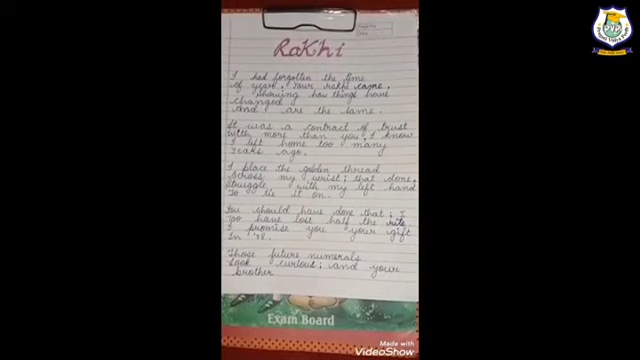 Rakhi
I had forgotten the time
of year. Your rakhi came,
showing how things have
changed
And are the same.
It was a contract of trust
with more than you. I know
I left home too many
Years ago.
I place the golden thread
Across my wrist; that done,
Struggle with my left hand
To tie it on.
You should have done that; I
Too have lost half the rite
I promise you your gift
In '98.
Those future numerals
Look curious; and your
brother
Exam Board
Made with
VideoShow